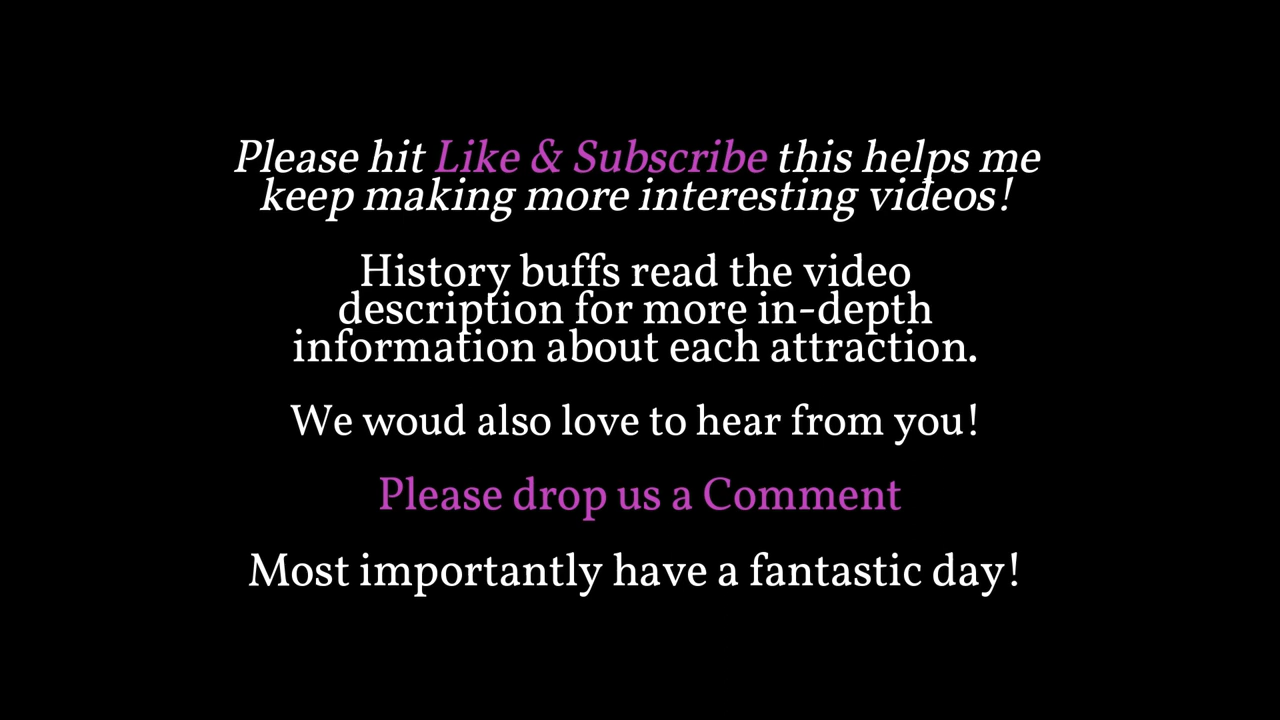 Please hit Like & Subscribe this helps me
keep making more interesting videos!
History buffs read the video
description for more in-depth
information about each attraction.
We woud also love to hear from you!
Please drop us a Comment
Most importantly have a fantastic day!